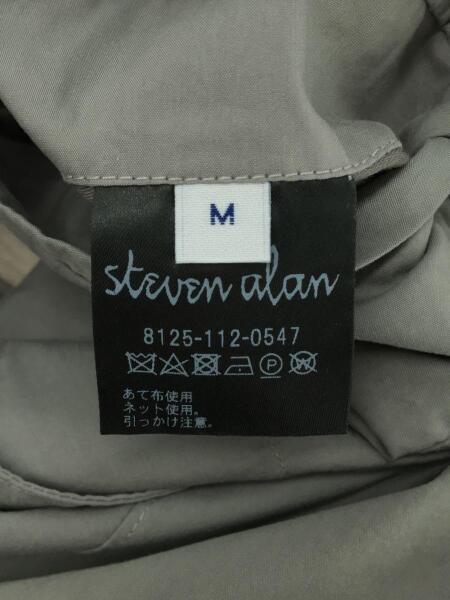 M
steven alan
8125-112-0547
あて布使用
ネット使用。
引っかけ注意。